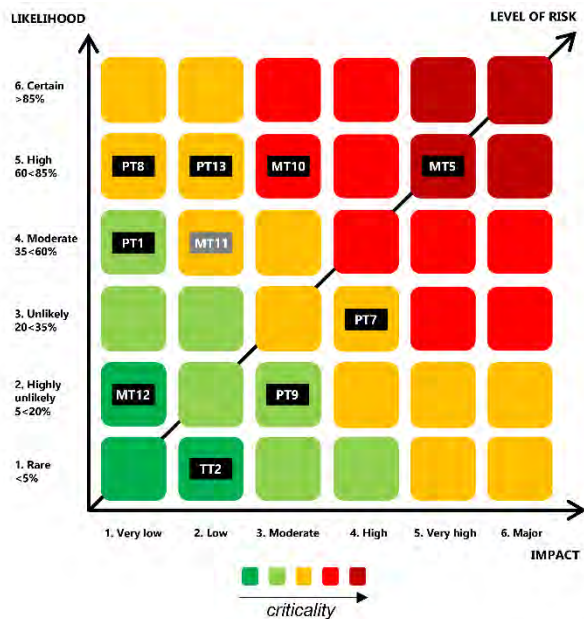 LIKELIHOOD
LEVEL OF RISK
6. Certain
>85%
5. High
60<85%
PT8
PT13
MT10
MT5
4. Moderate
35<60%
PT1
MT11
3. Unlikely
20<35%
PT7
2. Highly
unlikely
5<20%
MT12
PT9
1. Rare
<5%
TT2
1. Very low
2. Low
3. Moderate
4. High
5. Very high
6. Major
IMPACT
criticality